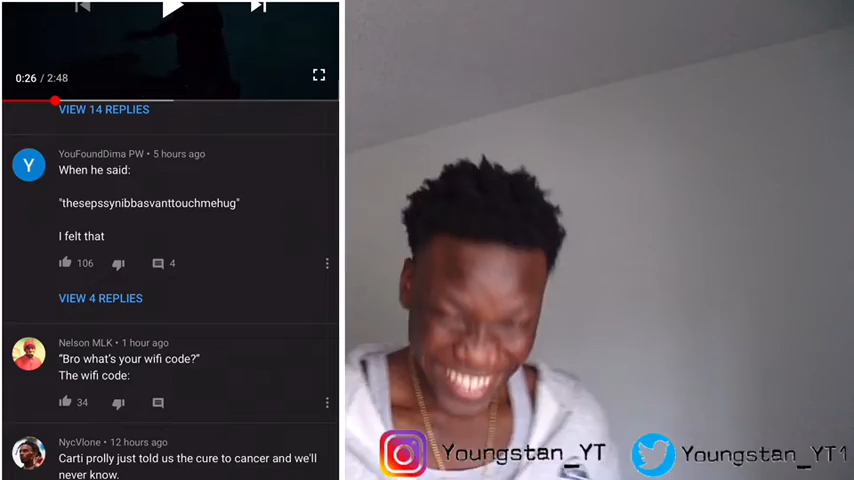 0:26 / 2:48
VIEW 14 REPLIES
YouFoundDima PW • 5 hours ago
When he said:
"thesepssynibbasvanttouchmehug"
I felt that
106
4
VIEW 4 REPLIES
Nelson MLK • 1 hour ago
“Bro what’s your wifi code?”
The wifi code:
34
NycVlone • 12 hours ago
Carti prolly just told us the cure to cancer and we'll
never know.
Y
Youngstan_YT
Youngstan_YT1